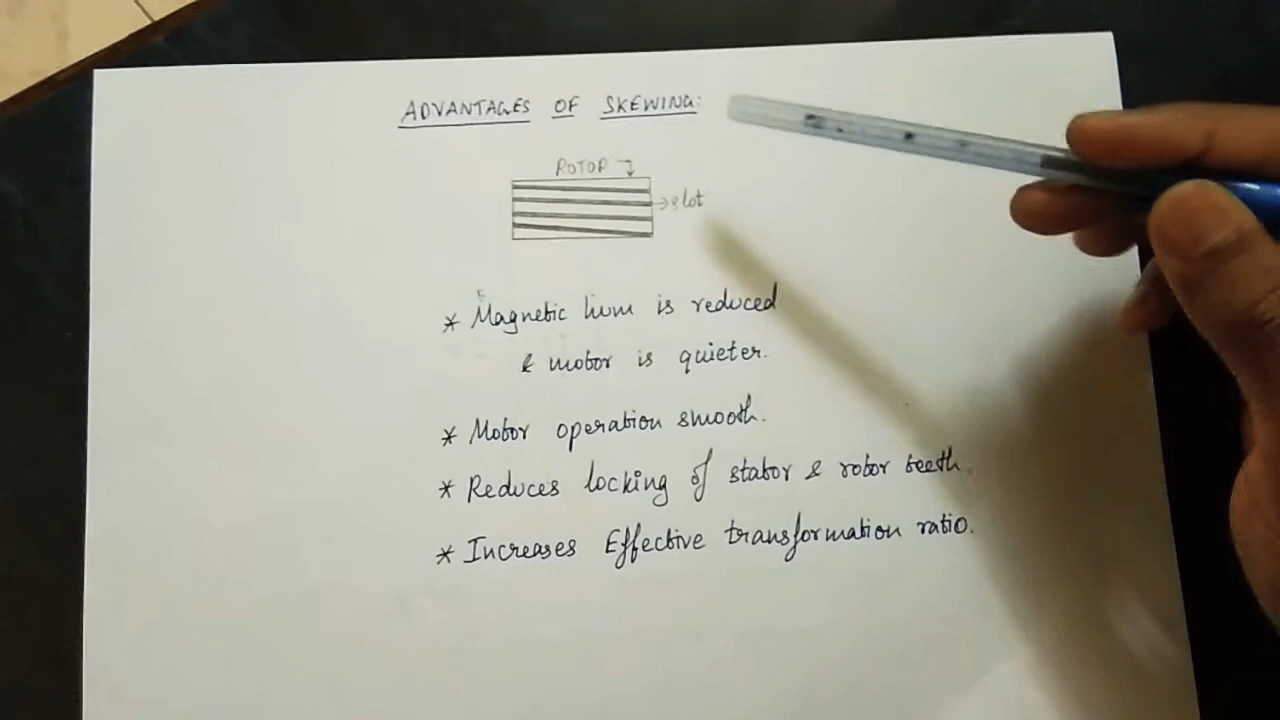 ADVANTAGES OF SKEWING:
ROTOR
slot
* Magnetic hum is reduced
& motor is quieter.
* Motor operation smooth.
* Reduces locking of stator & rotor teeth.
* Increases Effective transformation ratio.